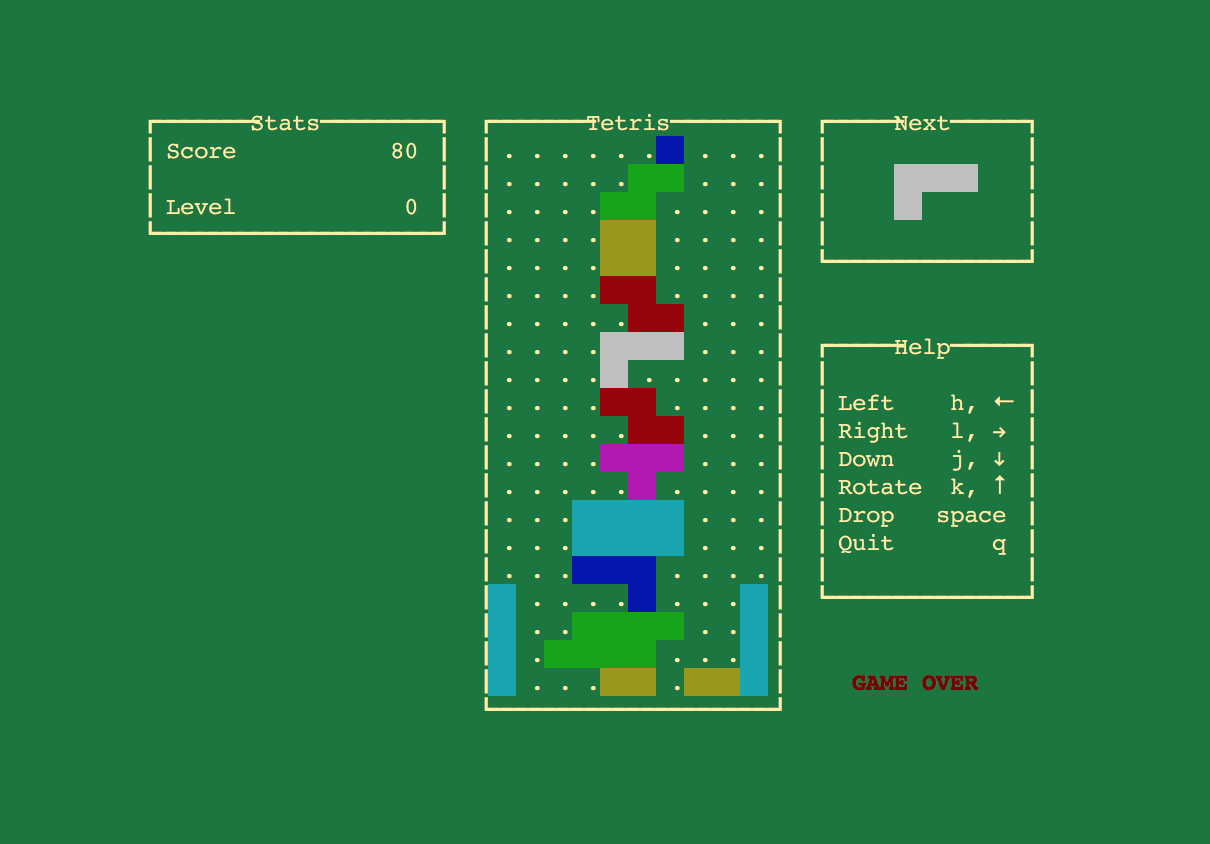 Stats
Score 80
Level 0
Tetris
Next
Help
Left h, ←
Right l, →
Down j, ↓
Rotate k, ↑
Drop space
Quit q
GAME OVER